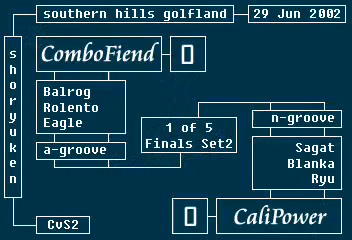 southern hills golfland
29 Jun 2002
shoryuken
ComboFiend
0
Balrog
Rolento
Eagle
a-groove
1 of 5
Finals Set2
n-groove
Sagat
Blanka
Ryu
0
CaliPower
CvS2